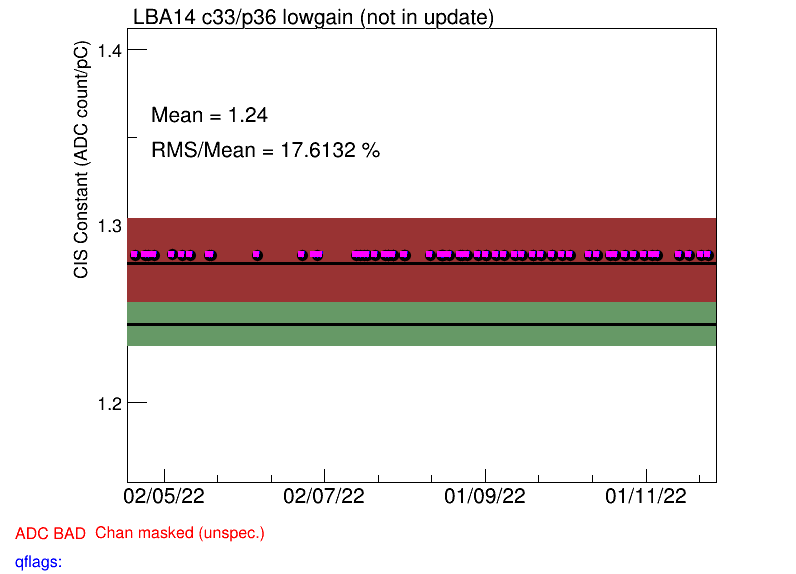 LBA14 c33/p36 lowgain (not in update)
CIS Constant (ADC count/pC)
1.4
Mean = 1.24
RMS/Mean = 17.6132 %
1.3
1.2
02/05/22 02/07/22 01/09/22 01/11/22
ADC BAD Chan masked (unspec.)
qflags: